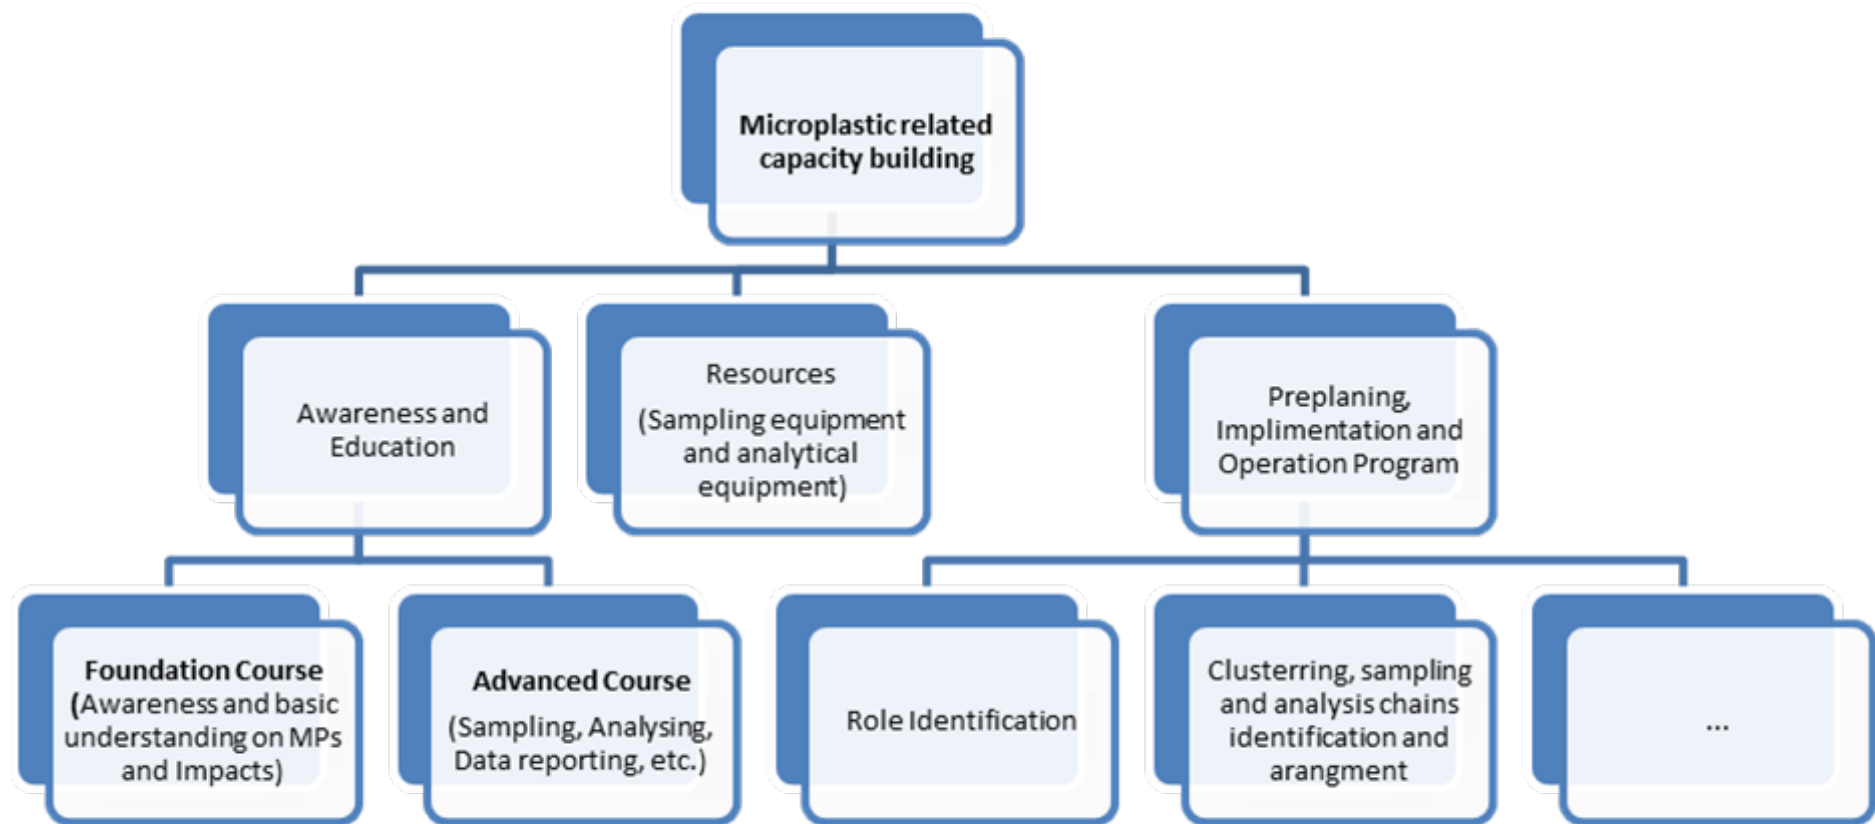 Microplastic related
capacity building
Awareness and
Education
Resources
(Sampling equipment
and analytical
equipment)
Preplaning,
Implimentation and
Operation Program
Foundation Course
(Awareness and basic
understanding on MPs
and Impacts)
Advanced Course
(Sampling, Analysing,
Data reporting, etc.)
Role Identification
Clusterring, sampling
and analysis chains
identification and
arangment
...